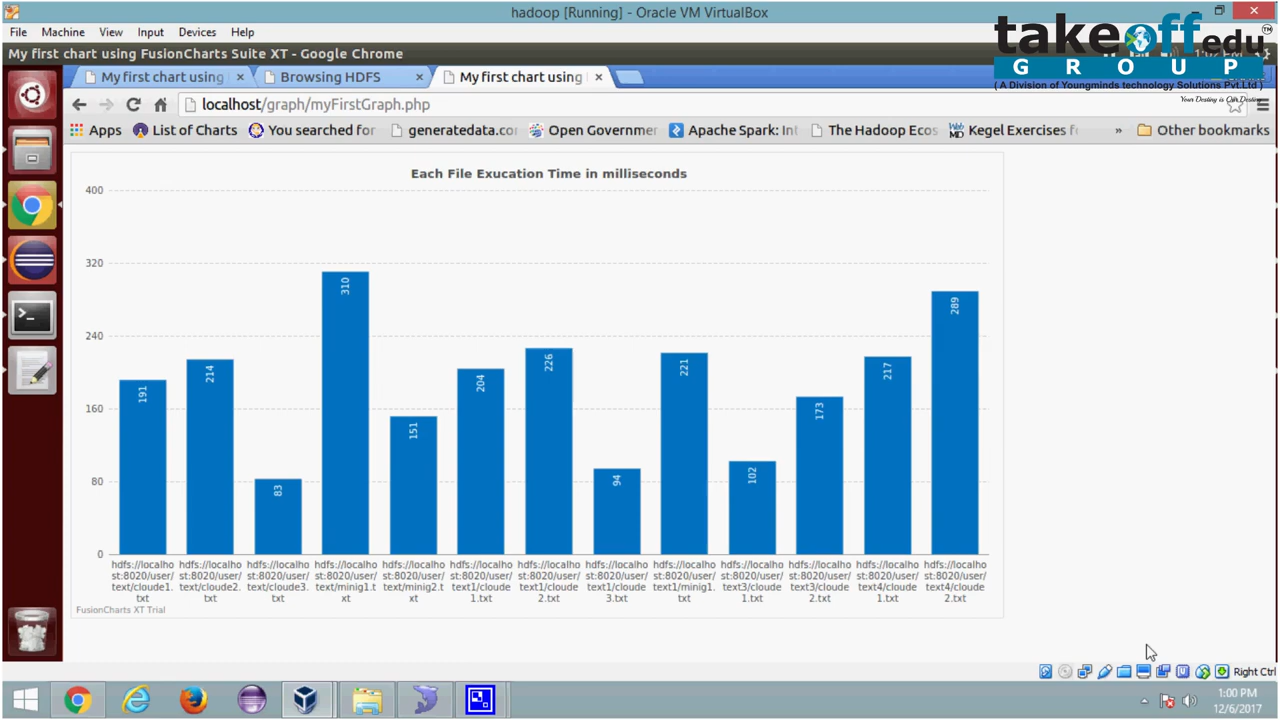 hadoop [Running] - Oracle VM VirtualBox
File Machine View Input Devices Help
takeoff edu
TM
GROUP
( A Division of Youngminds technology Solutions Pvt.Ltd )
Your Destiny is Our Destiny
My first chart using FusionCharts Suite XT - Google Chrome
My first chart using × Browsing HDFS × My first chart using ×
localhost/graph/myFirstGraph.php
Apps List of Charts You searched for generatedata.co Open Governmer Apache Spark: Int The Hadoop Ecos WebMD Kegel Exercises f » Other bookmarks
Each File Exucation Time in milliseconds
400
320
240
160
80
0
191 214 83 310 151 204 226 94 221 102 173 217 289
hdfs://localhost:8020/user/text/cloude1.txt
hdfs://localhost:8020/user/text/cloude2.txt
hdfs://localhost:8020/user/text/cloude3.txt
hdfs://localhost:8020/user/text/minig1.txt
hdfs://localhost:8020/user/text/minig2.txt
hdfs://localhost:8020/user/text1/cloude1.txt
hdfs://localhost:8020/user/text1/cloude2.txt
hdfs://localhost:8020/user/text1/cloude3.txt
hdfs://localhost:8020/user/text1/minig1.txt
hdfs://localhost:8020/user/text3/cloude1.txt
hdfs://localhost:8020/user/text3/cloude2.txt
hdfs://localhost:8020/user/text4/cloude1.txt
hdfs://localhost:8020/user/text4/cloude2.txt
FusionCharts XT Trial
Right Ctrl
1:00 PM
12/6/2017